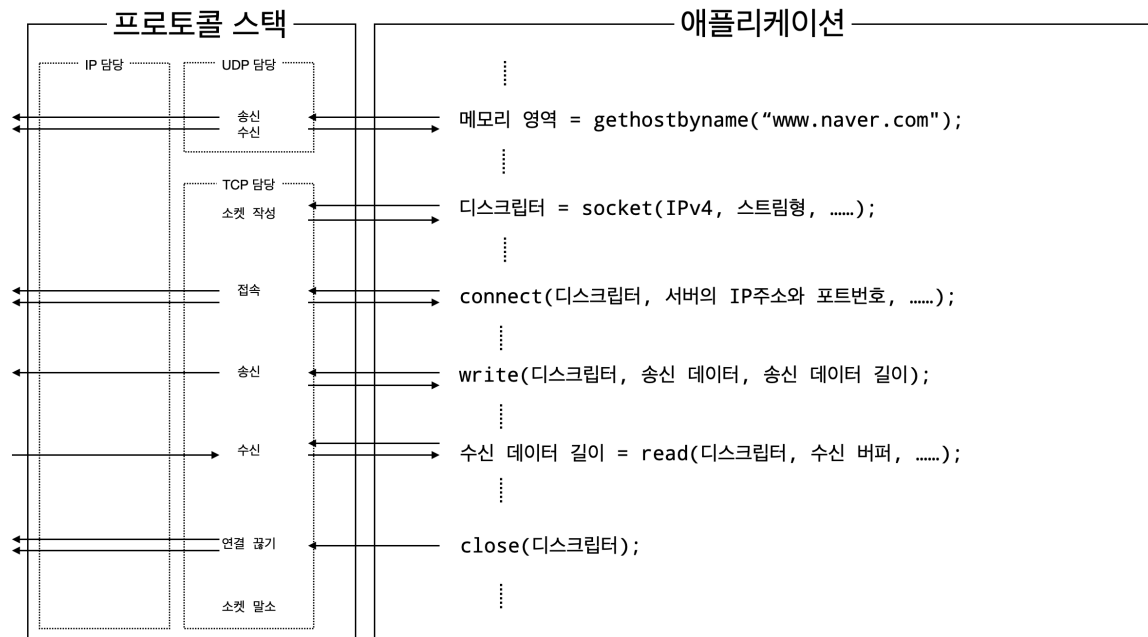 프로토콜 스택
애플리케이션
IP 담당
UDP 담당
송신
수신
메모리 영역 = gethostbyname(“www.naver.com");
TCP 담당
소켓 작성
디스크립터 = socket(IPv4, 스트림형, ……);
접속
connect(디스크립터, 서버의 IP주소와 포트번호, ……);
송신
write(디스크립터, 송신 데이터, 송신 데이터 길이);
수신
수신 데이터 길이 = read(디스크립터, 수신 버퍼, ……);
연결 끊기
close(디스크립터);
소켓 말소